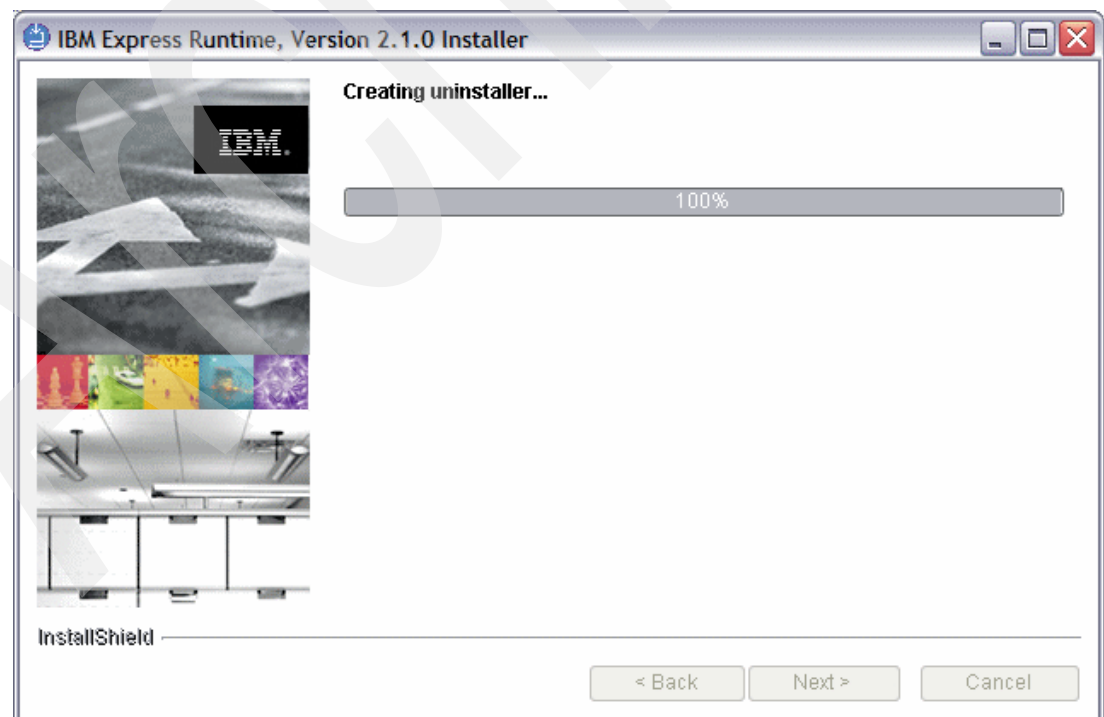 IBM Express Runtime, Version 2.1.0 Installer
Creating uninstaller...
IBM.
100%
InstallShield
< Back
Next >
Cancel